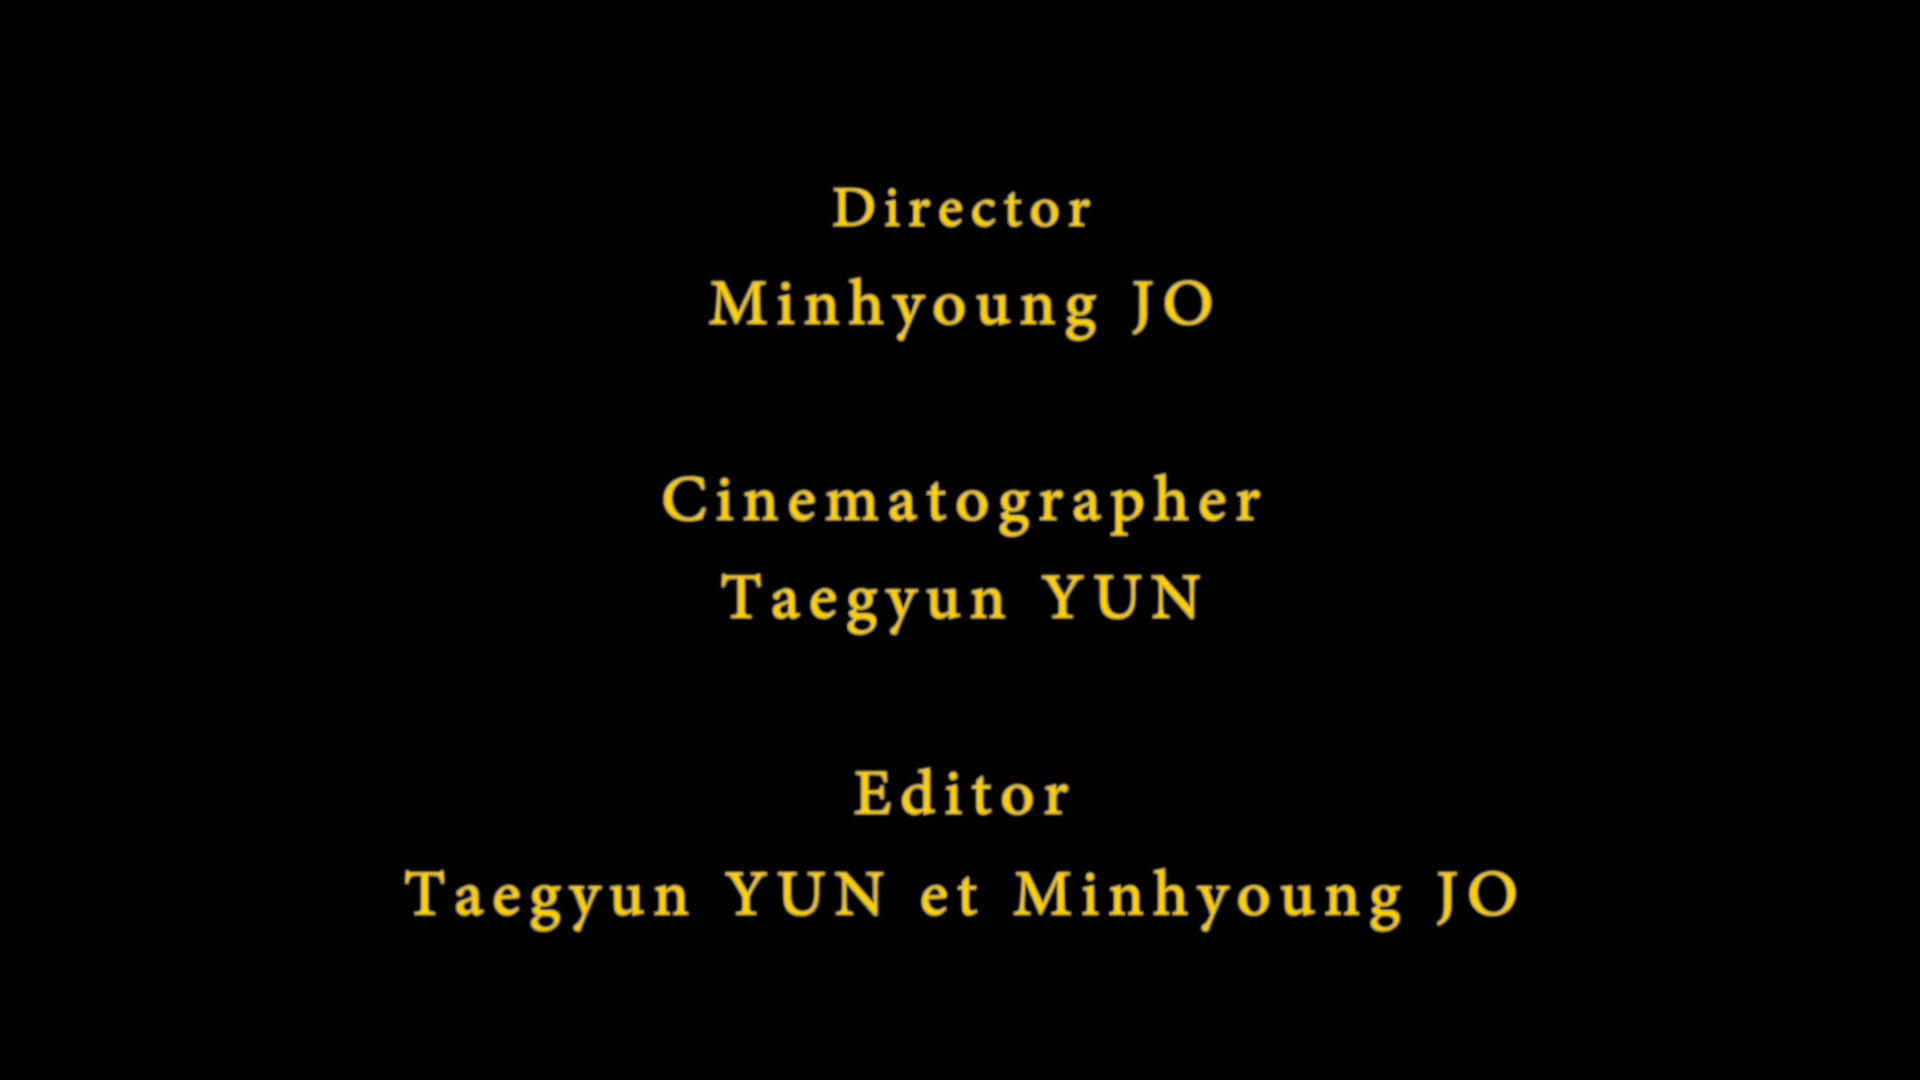 Director
Minhyoung JO
Cinematographer
Taegyun YUN
Editor
Taegyun YUN et Minhyoung JO